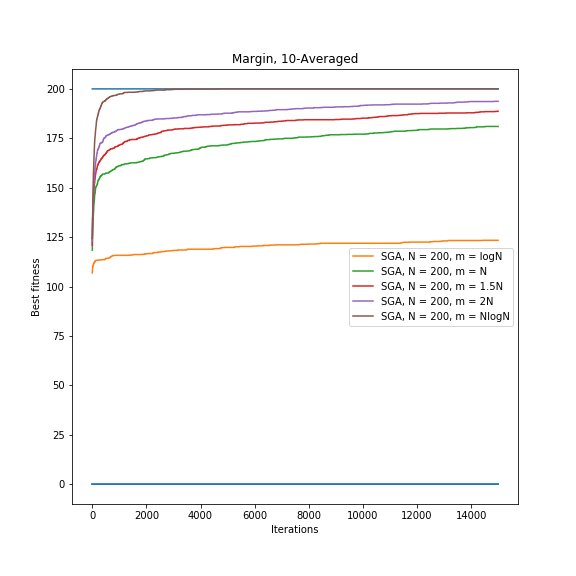 Margin, 10-Averaged
Best fitness
200
175
150
125
100
75
50
25
0
SGA, N = 200, m = logN
SGA, N = 200, m = N
SGA, N = 200, m = 1.5N
SGA, N = 200, m = 2N
SGA, N = 200, m = NlogN
0 2000 4000 6000 8000 10000 12000 14000
Iterations